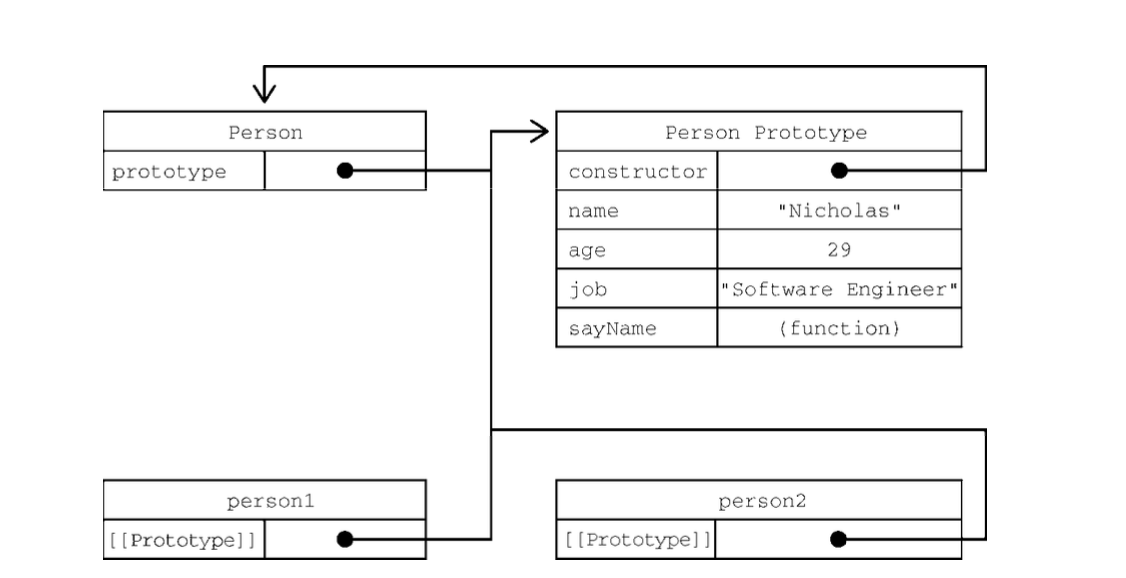 Person
prototype
Person Prototype
constructor
name "Nicholas"
age 29
job "Software Engineer"
sayName (function)
person1
[[Prototype]]
person2
[[Prototype]]